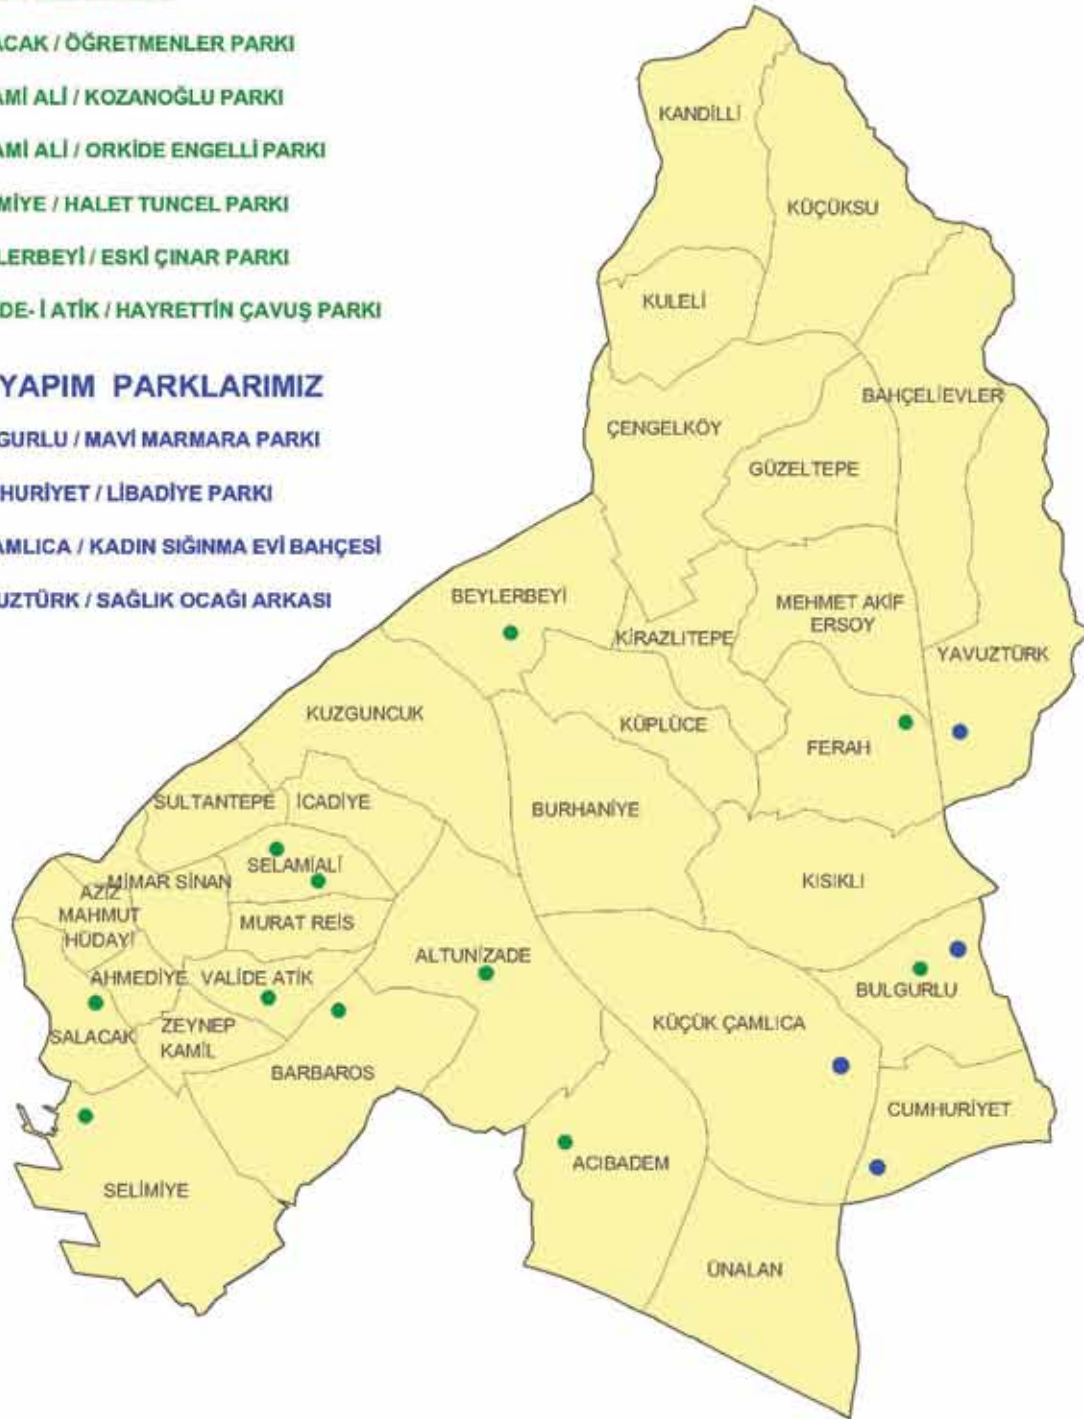 ACAK / ÖĞRETMENLER PARKI
AMİ ALİ / KOZANOĞLU PARKI
AMİ ALİ / ORKİDE ENGELLİ PARKI
MİYE / HALET TUNCEL PARKI
LERBEYİ / ESKİ ÇINAR PARKI
DE- İ ATİK / HAYRETTİN ÇAVUŞ PARKI
YAPIM PARKLARIMIZ
GURLU / MAVİ MARMARA PARKI
HURİYET / LİBADİYE PARKI
AMLICA / KADIN SIĞINMA EVİ BAHÇESİ
UZTÜRK / SAĞLIK OCAĞI ARKASI
KANDİLLİ
KÜÇÜKSU
KULELİ
BAHÇELİEVLER
ÇENGELKÖY
GÜZELTEPE
BEYLERBEYİ
MEHMET AKİF
ERSOY
KİRAZLITEPE
YAVUZTÜRK
KUZGUNCUK
KÜPLÜCE
FERAH
SULTANTEPE
İCADİYE
BURHANİYE
SELAMİALİ
MİMAR SİNAN
KISIKLI
AZİZ
MAHMUT
HÜDAYİ
MURAT REİS
ALTUNİZADE
AHMEDİYE
VALİDE ATİK
BULGURLU
SALACAK
ZEYNEP
KAMİL
KÜÇÜK ÇAMLICA
BARBAROS
CUMHURİYET
ACIBADEM
SELİMİYE
ÜNALAN